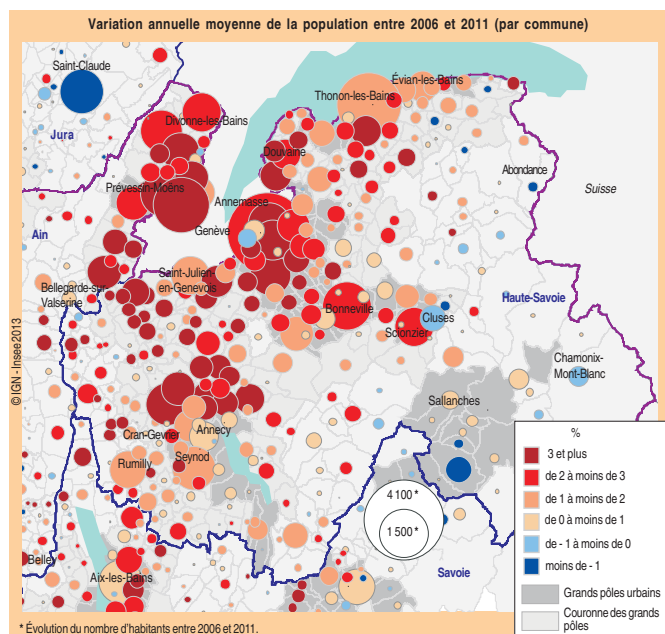 Variation annuelle moyenne de la population entre 2006 et 2011 (par commune)
Saint-Claude
Évian-les-Bains
Thonon-les-Bains
Divonne-les-Bains
Jura
Douvaine
Abondance
Suisse
Prévessin-Moëns
Annemasse
Genève
Ain
Saint-Julien-
en-Genevois
Bellegarde-sur-
Valserine
Haute-Savoie
Bonneville
Cluses
Scionzier
Chamonix-
Mont-Blanc
Sallanches
Cran-Gevrier
Annecy
Rumilly
Seynod
4 100 *
1 500 *
Belley
Aix-les-Bains
Savoie
%
3 et plus
de 2 à moins de 3
de 1 à moins de 2
de 0 à moins de 1
de - 1 à moins de 0
moins de - 1
Grands pôles urbains
Couronne des grands
pôles
© IGN - Insee2013
* Évolution du nombre d'habitants entre 2006 et 2011.